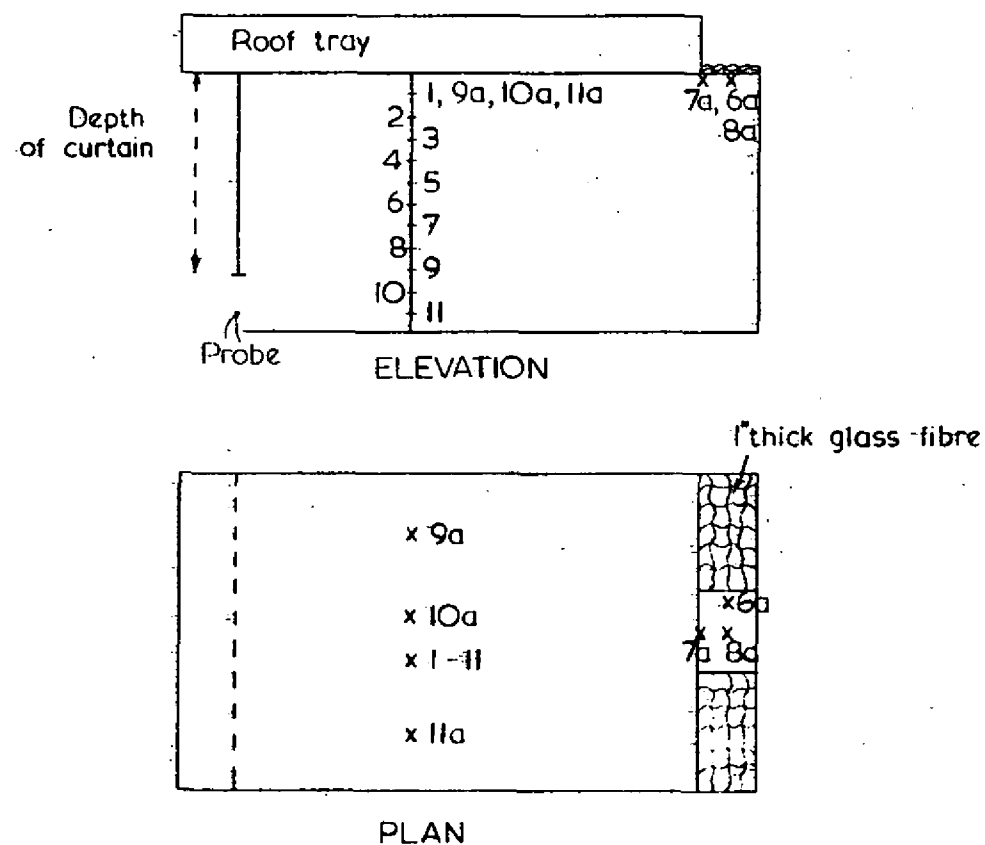 Roof tray
Depth
of curtain
1, 9a, 10a, 11a
2
3
4
5
6
7
8
9
10
11
7a, 6a
8a
Probe
ELEVATION
1" thick glass-fibre
x 9a
x 10a
x 1-11
x 11a
x 6a
7a 8a
PLAN